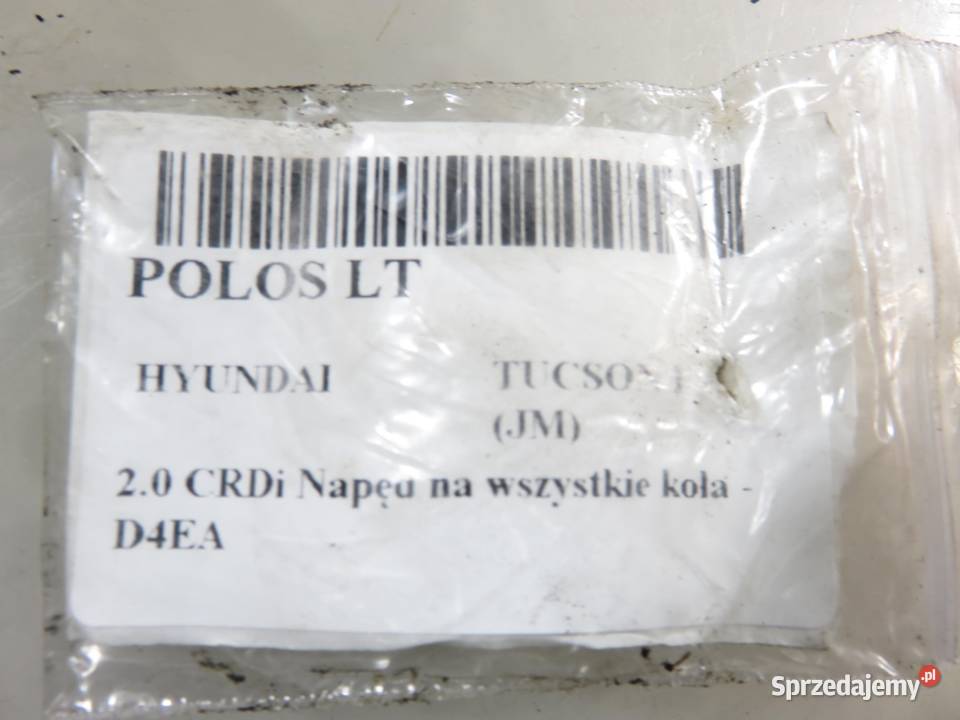 POLOS LT
HYUNDAI TUCSON
(JM)
2.0 CRDi Napęd na wszystkie koła -
D4EA
Sprzedajemy.pl